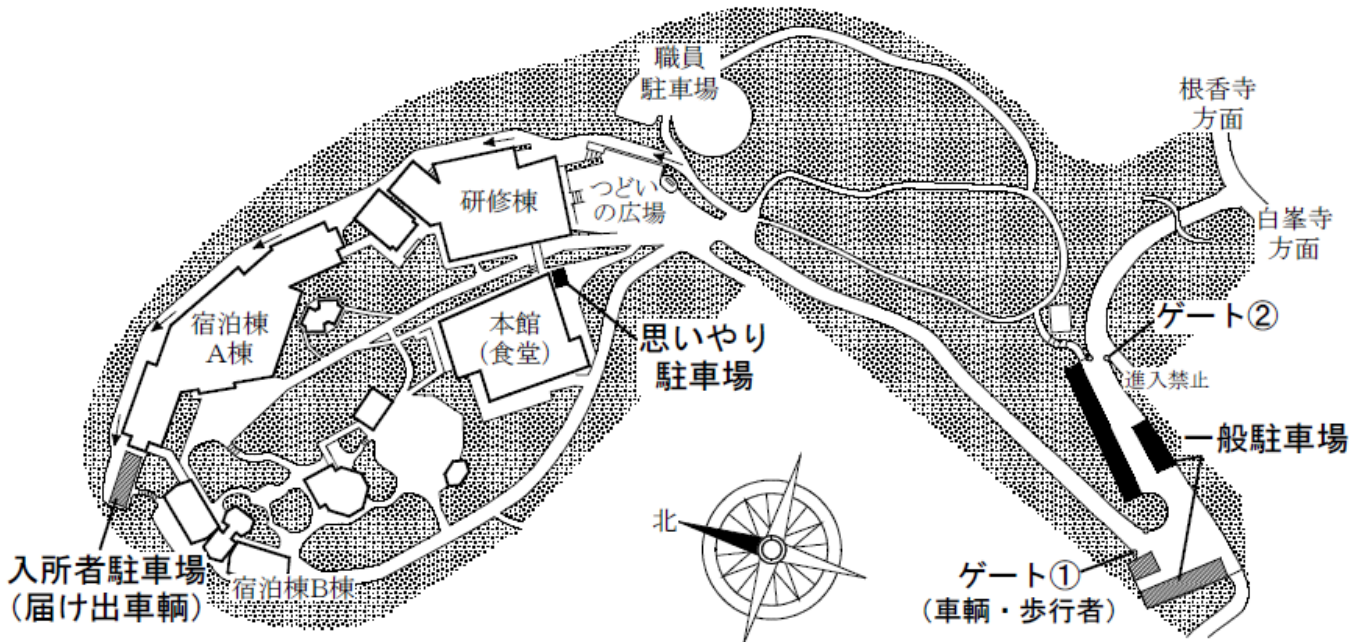 職員
駐車場
根香寺
方面
白峯寺
方面
研修棟
つどい
の広場
宿泊棟
A棟
本館
(食堂)
思いやり
駐車場
ゲート②
進入禁止
一般駐車場
北
入所者駐車場
(届け出車輌)
宿泊棟B棟
ゲート①
(車輌・歩行者)